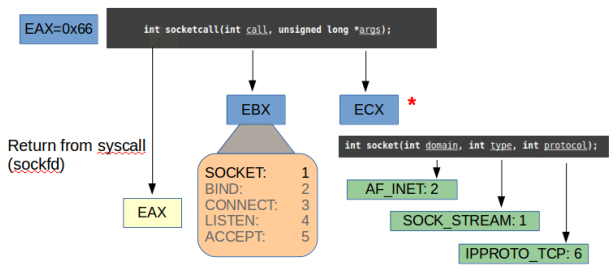 EAX=0x66
int socketcall(int call, unsigned long *args);
EBX
ECX
*
Return from syscall
(sockfd)
int socket(int domain, int type, int protocol);
SOCKET: 1
BIND: 2
CONNECT: 3
LISTEN: 4
ACCEPT: 5
EAX
AF_INET: 2
SOCK_STREAM: 1
IPPROTO_TCP: 6